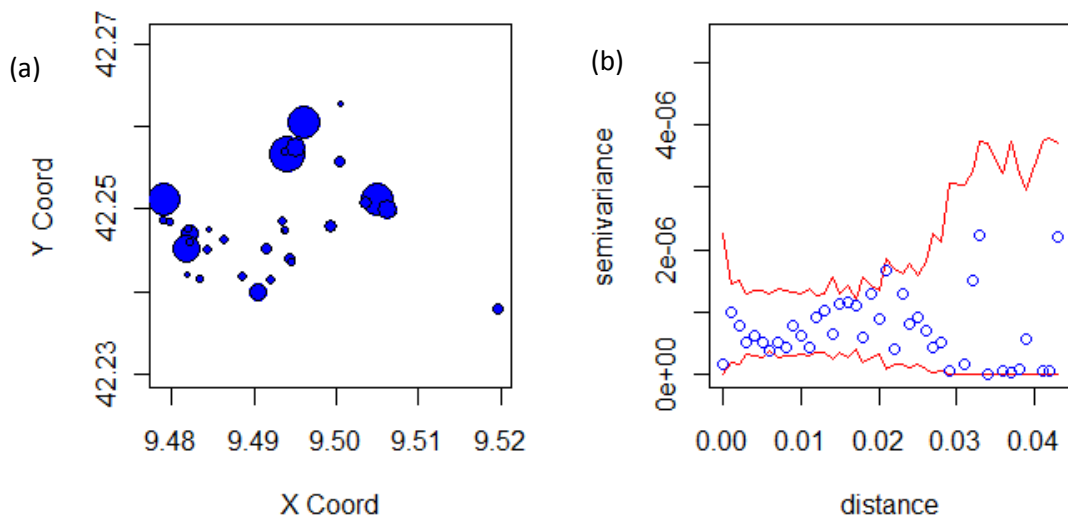 (a)
42.27
42.25
42.23
Y Coord
9.48 9.49 9.50 9.51 9.52
X Coord
(b)
4e-06
2e-06
0e+00
semivariance
0.00 0.01 0.02 0.03 0.04
distance